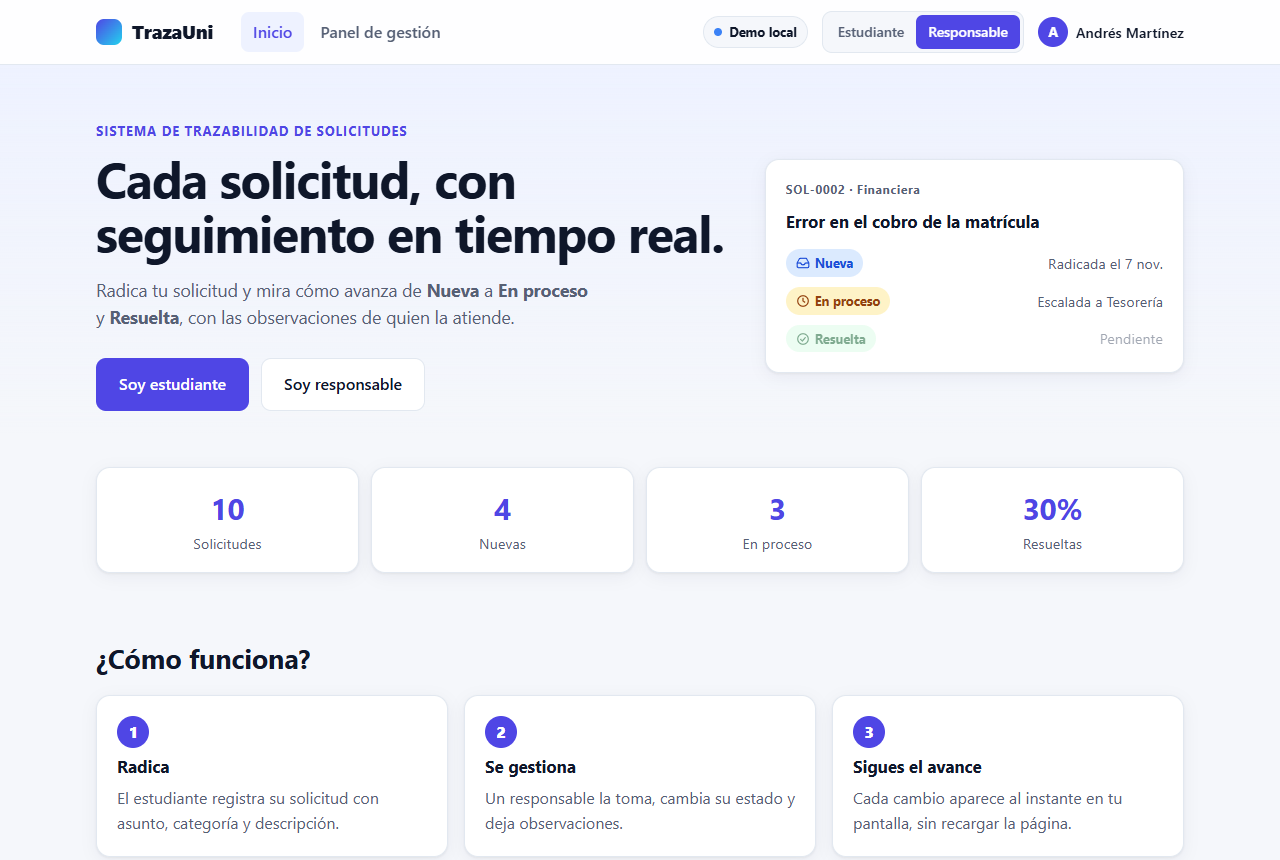 TrazaUni
Inicio
Panel de gestión
Demo local
Estudiante
Responsable
A
Andrés Martínez
SISTEMA DE TRAZABILIDAD DE SOLICITUDES
Cada solicitud, con
seguimiento en tiempo real.
Radica tu solicitud y mira cómo avanza de Nueva a En proceso
y Resuelta, con las observaciones de quien la atiende.
Soy estudiante
Soy responsable
SOL-0002 · Financiera
Error en el cobro de la matrícula
Nueva
Radicada el 7 nov.
En proceso
Escalada a Tesorería
Resuelta
Pendiente
10
Solicitudes
4
Nuevas
3
En proceso
30%
Resueltas
¿Cómo funciona?
1
Radica
El estudiante registra su solicitud con
asunto, categoría y descripción.
2
Se gestiona
Un responsable la toma, cambia su estado y
deja observaciones.
3
Sigues el avance
Cada cambio aparece al instante en tu
pantalla, sin recargar la página.